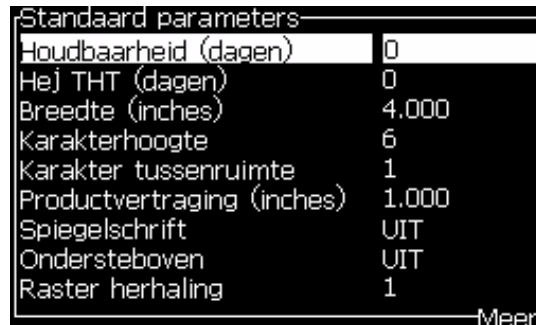 Standaard parameters
Houdbaarheid (dagen) 0
Hej THT (dagen) 0
Breedte (inches) 4.000
Karakterhoogte 6
Karakter tussenruimte 1
Productvertraging (inches) 1.000
Spiegelschrift UIT
Ondersteboven UIT
Raster herhaling 1
Meer